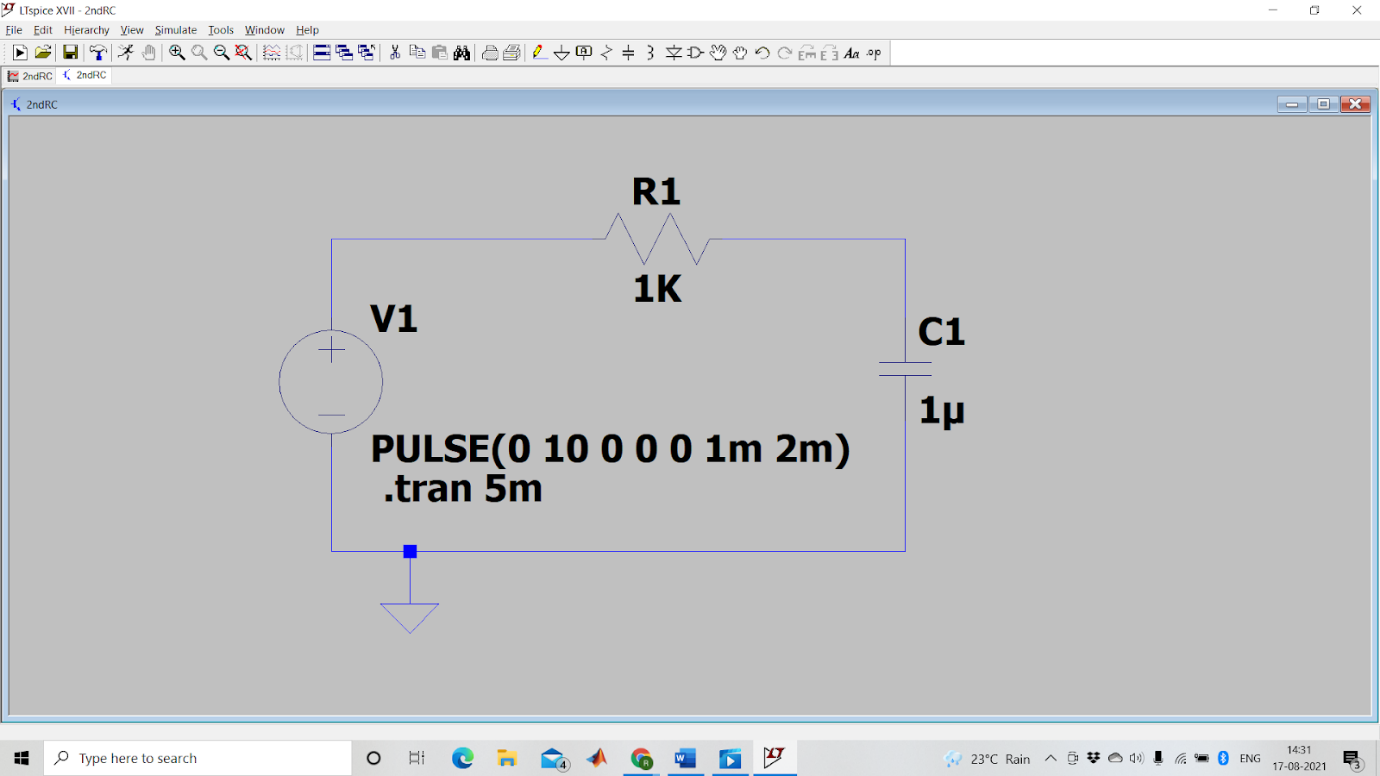 LTspice XVII - 2ndRC
File Edit Hierarchy View Simulate Tools Window Help
2ndRC 2ndRC
2ndRC
R1
1K
V1
C1
1µ
PULSE(0 10 0 0 0 1m 2m)
.tran 5m
Type here to search
4
23°C Rain
ENG
14:31
17-08-2021
3